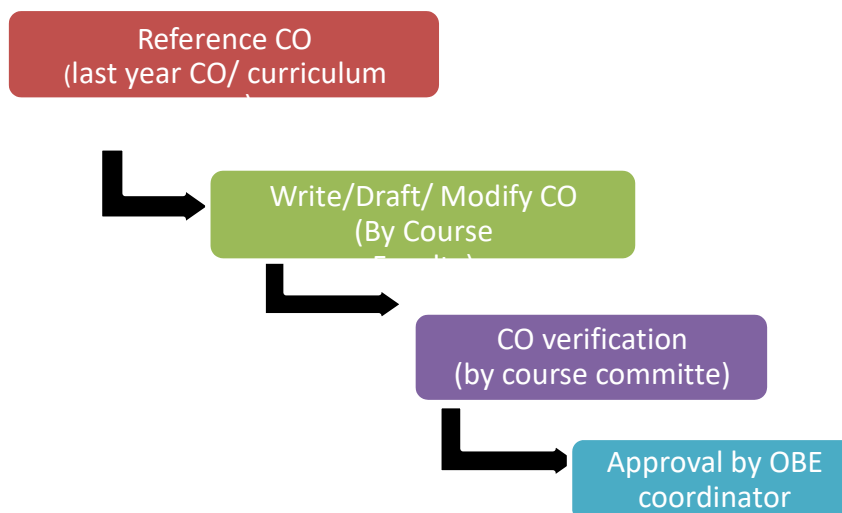 Reference CO
(last year CO/ curriculum
)
Write/Draft/ Modify CO
(By Course
CO verification
(by course committe)
Approval by OBE
coordinator